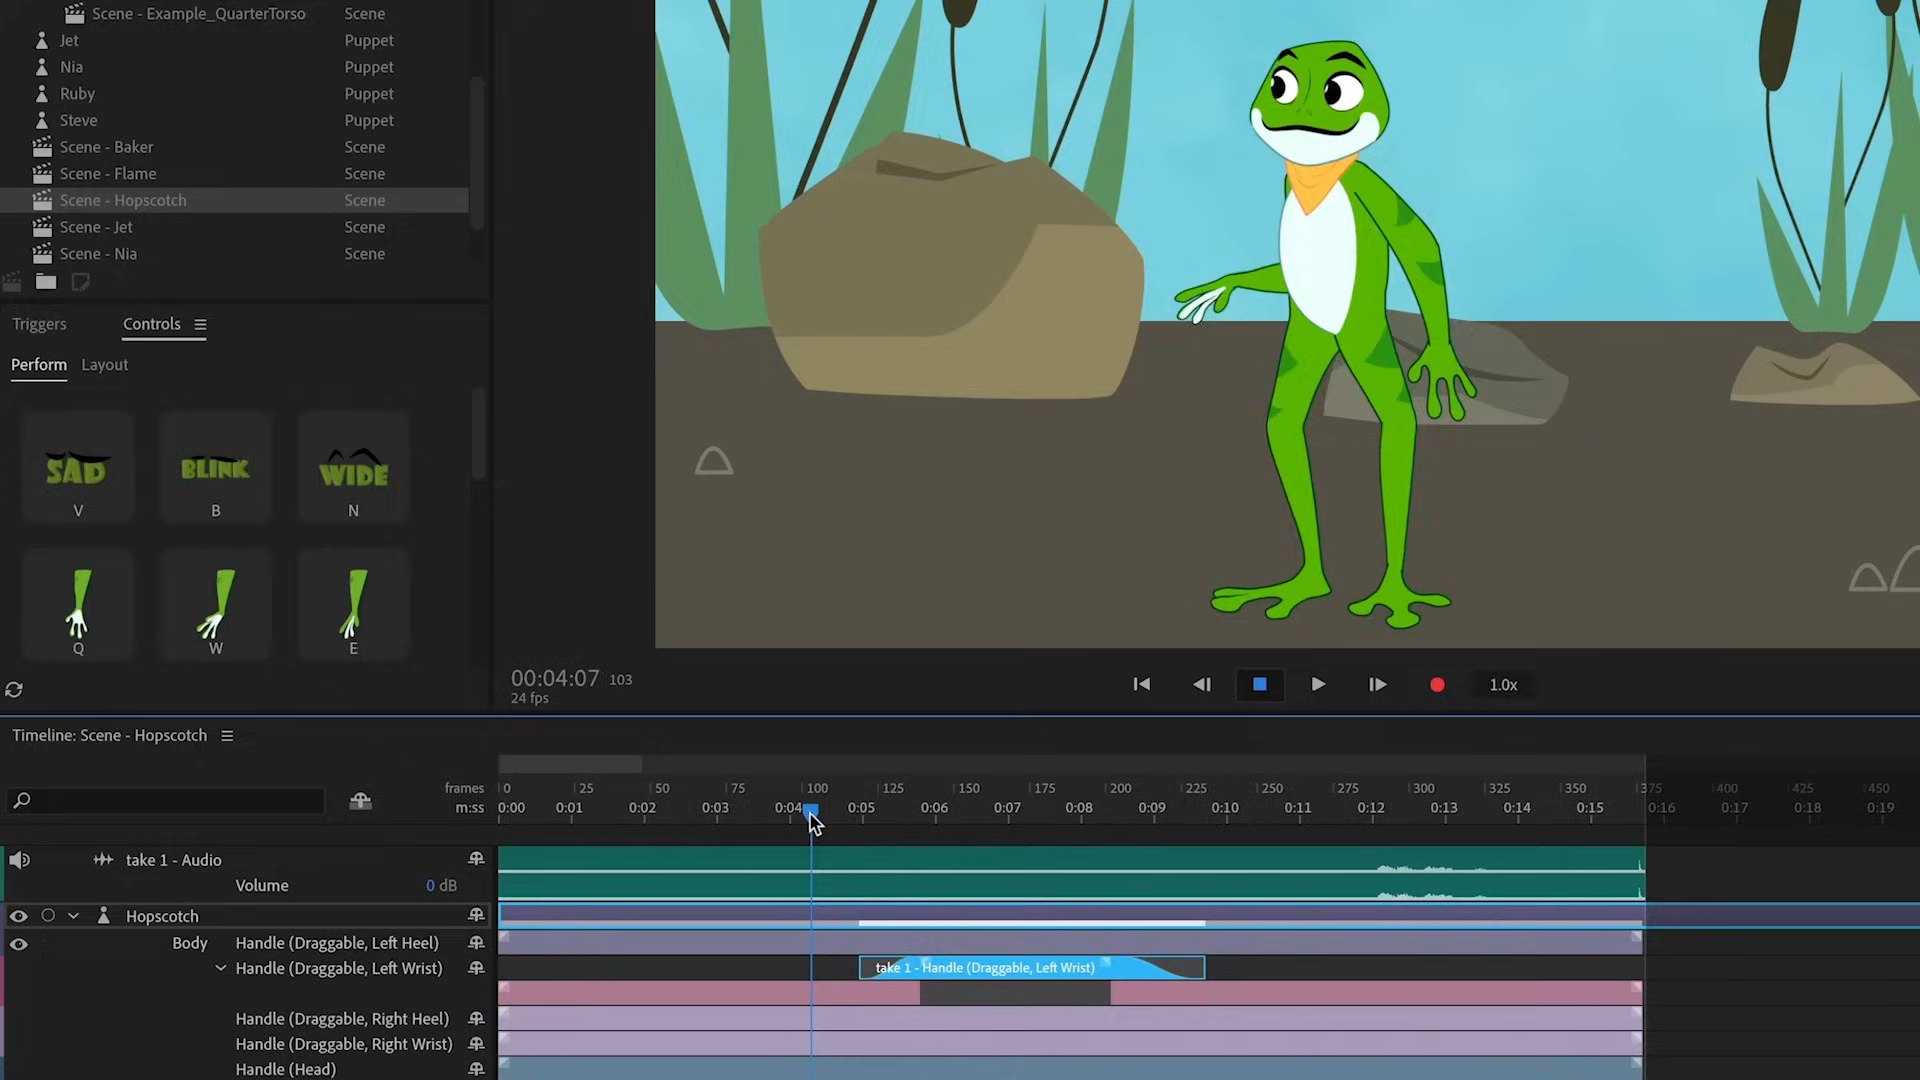 Scene - Example_QuarterTorso Scene
Jet Puppet
Nia Puppet
Ruby Puppet
Steve Puppet
Scene - Baker Scene
Scene - Flame Scene
Scene - Hopscotch Scene
Scene - Jet Scene
Scene - Nia Scene
Triggers Controls
Perform Layout
SAD BLINK WIDE
V B N
Q W E
00:04:07 103
24 fps
1.0x
Timeline: Scene - Hopscotch
frames 0 25 50 75 100 125 150 175 200 225 250 275 300 325 350 375 400 425 450
m:ss 0:00 0:01 0:02 0:03 0:04 0:05 0:06 0:07 0:08 0:09 0:10 0:11 0:12 0:13 0:14 0:15 0:16 0:17 0:18 0:19
take 1 - Audio
Volume 0 dB
Hopscotch
Body Handle (Draggable, Left Heel)
Handle (Draggable, Left Wrist) take 1 - Handle (Draggable, Left Wrist)
Handle (Draggable, Right Heel)
Handle (Draggable, Right Wrist)
Handle (Head)